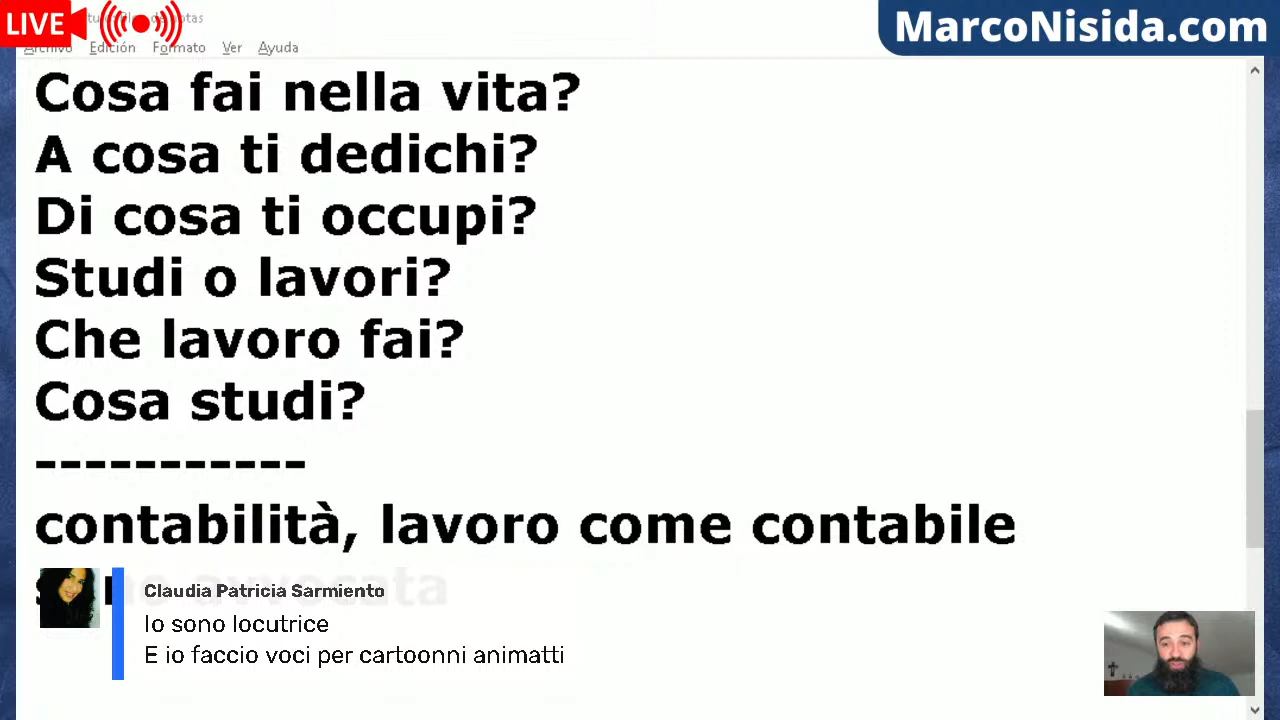 LIVE
MarcoNisida.com
Archivo Edición Formato Ver Ayuda
Cosa fai nella vita?
A cosa ti dedichi?
Di cosa ti occupi?
Studi o lavori?
Che lavoro fai?
Cosa studi?
-----------
contabilità, lavoro come contabile
avvocata
Claudia Patricia Sarmiento
Io sono locutrice
E io faccio voci per cartoonni animatti